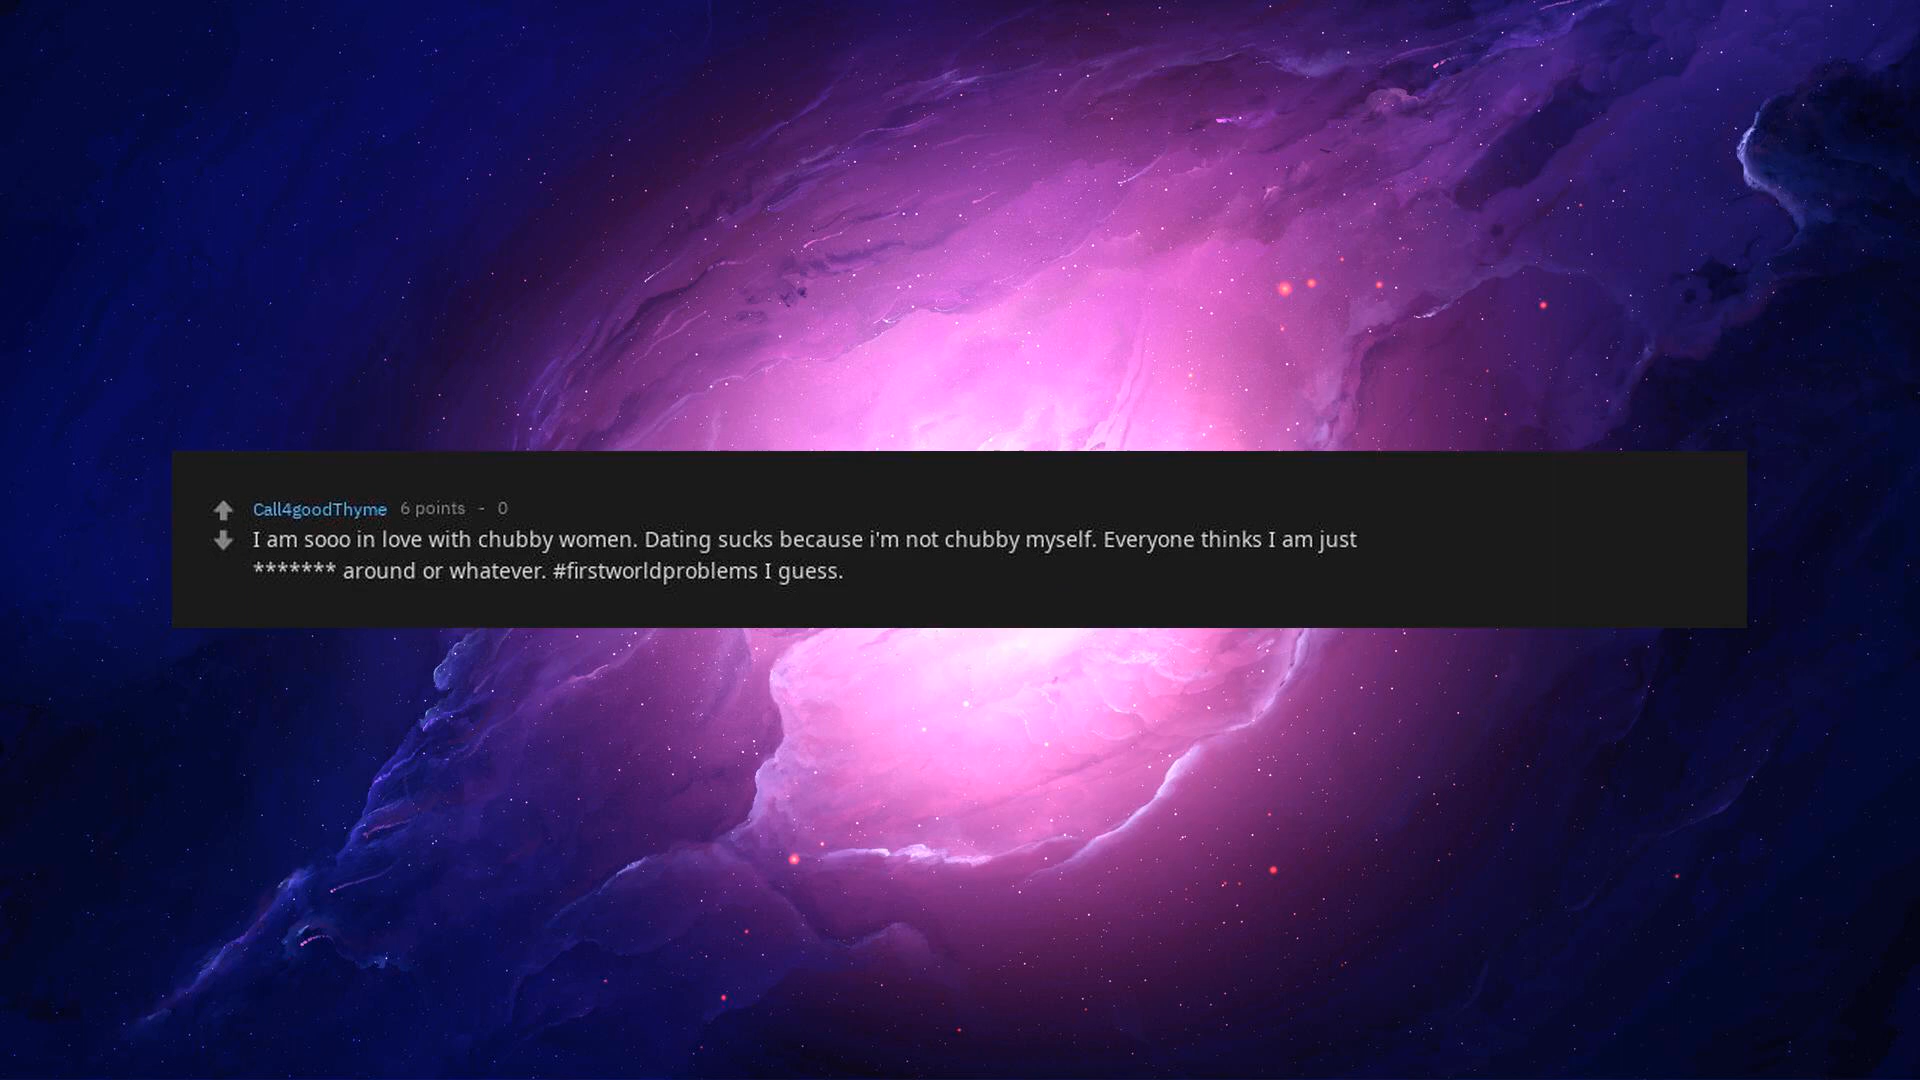 Call4goodThyme 6 points - 0
I am sooo in love with chubby women. Dating sucks because i'm not chubby myself. Everyone thinks I am just
******* around or whatever. #firstworldproblems I guess.